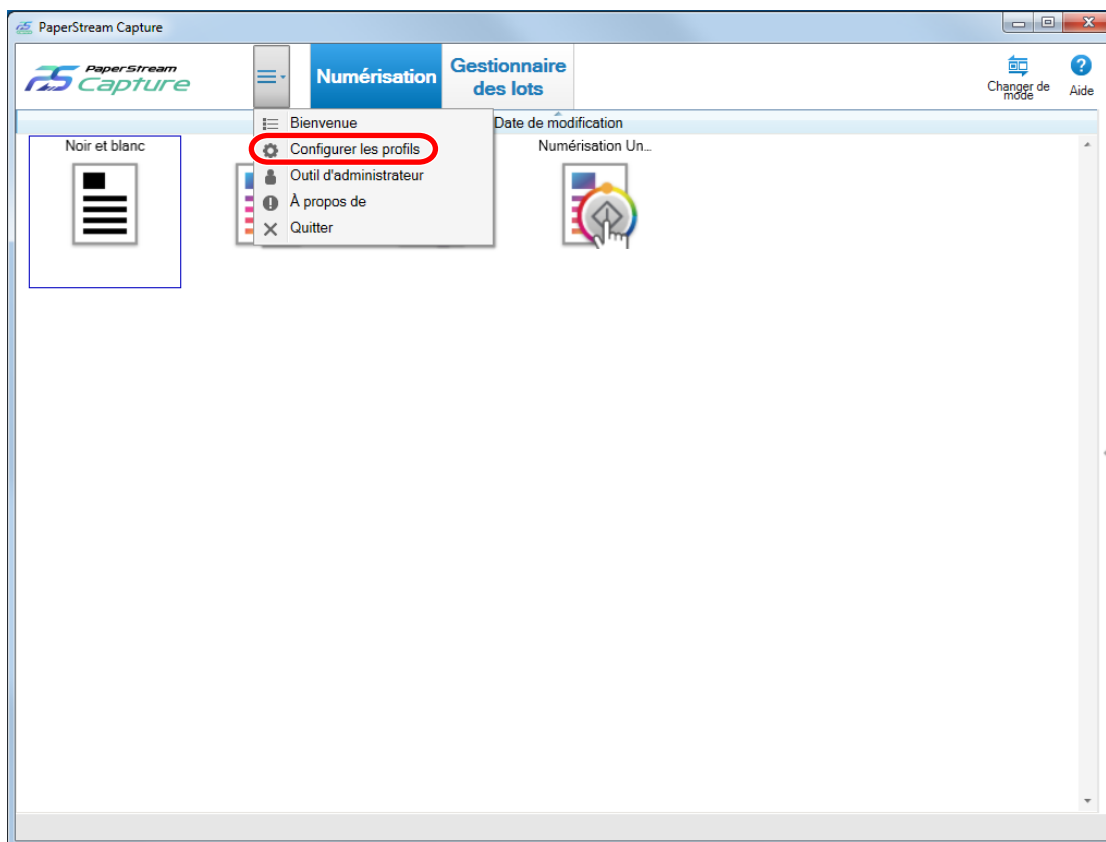 PaperStream Capture
PaperStream
Capture
Numérisation
Gestionnaire
des lots
Changer de
mode
Aide
Date de modification
Bienvenue
Configurer les profils
Outil d'administrateur
À propos de
Quitter
Noir et blanc
Numérisation Un...